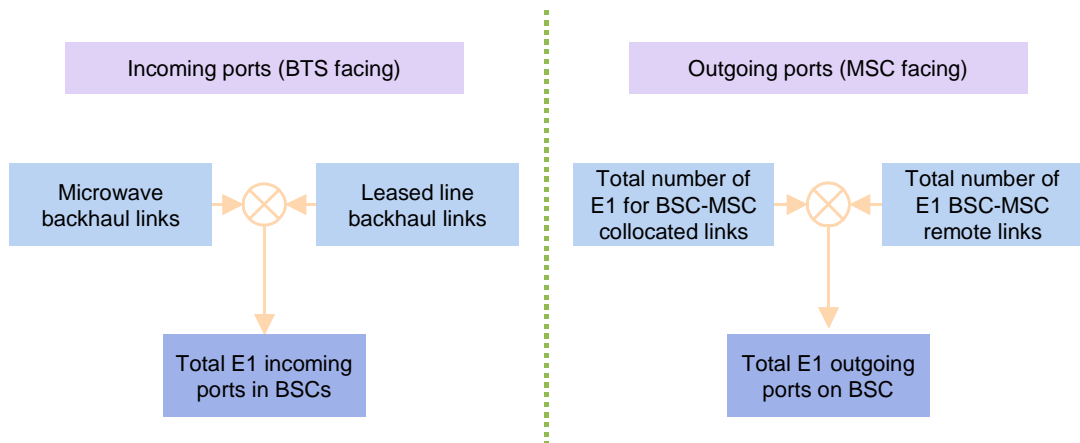 Incoming ports (BTS facing)
Outgoing ports (MSC facing)
Microwave
backhaul links
Leased line
backhaul links
Total number of
E1 for BSC-MSC
collocated links
Total number of
E1 BSC-MSC
remote links
Total E1 incoming
ports in BSCs
Total E1 outgoing
ports on BSC